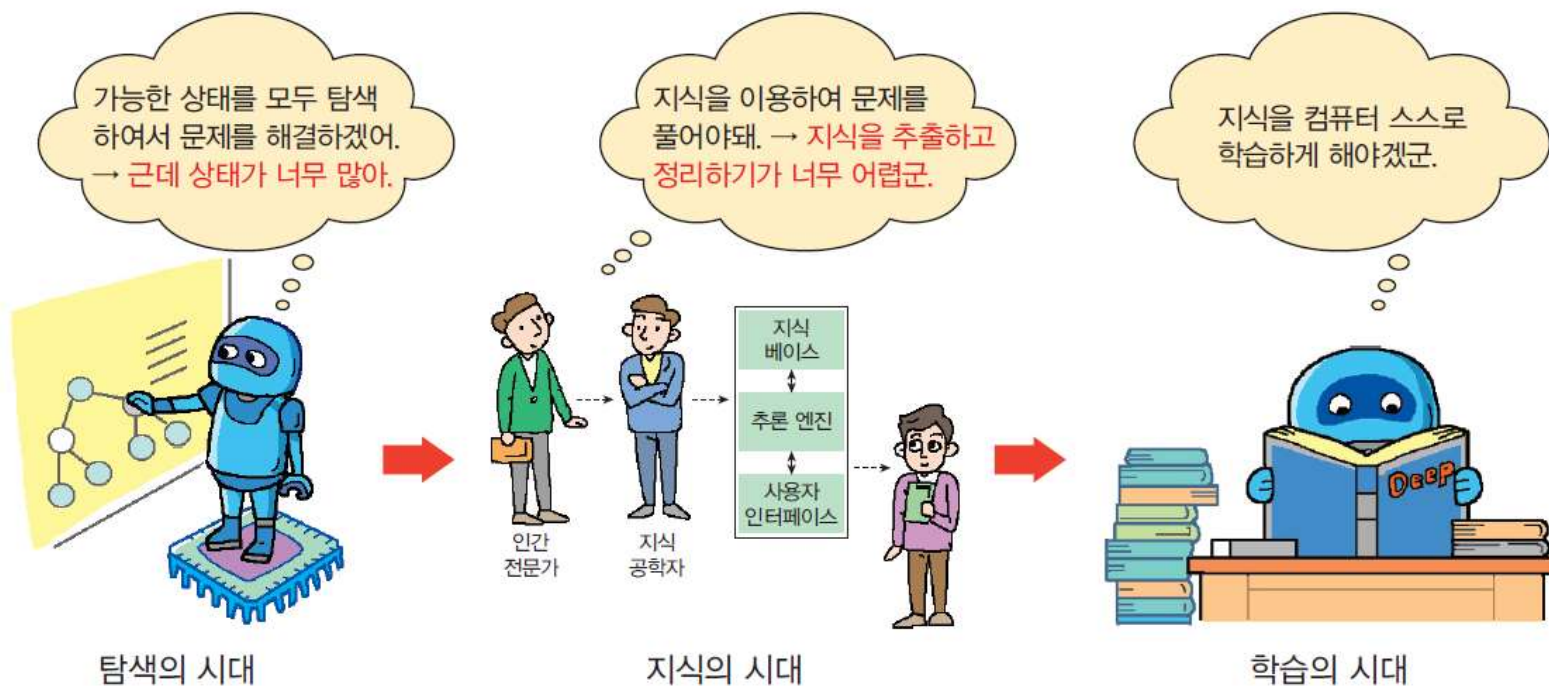 가능한 상태를 모두 탐색
하여서 문제를 해결하겠어.
→ 근데 상태가 너무 많아.
지식을 이용하여 문제를
풀어야돼. → 지식을 추출하고
정리하기가 너무 어렵군.
지식을 컴퓨터 스스로
학습하게 해야겠군.
지식
베이스
추론 엔진
사용자
인터페이스
인간
전문가
지식
공학자
Deep
탐색의 시대
지식의 시대
학습의 시대